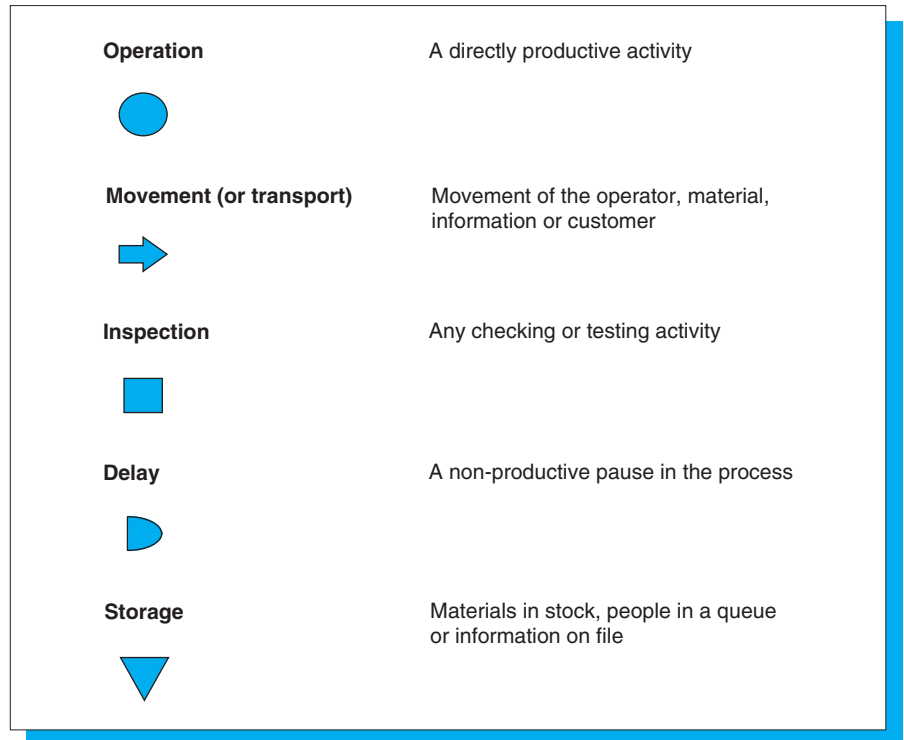 Operation
A directly productive activity
Movement (or transport)
Movement of the operator, material,
information or customer
Inspection
Any checking or testing activity
Delay
A non-productive pause in the process
Storage
Materials in stock, people in a queue
or information on file